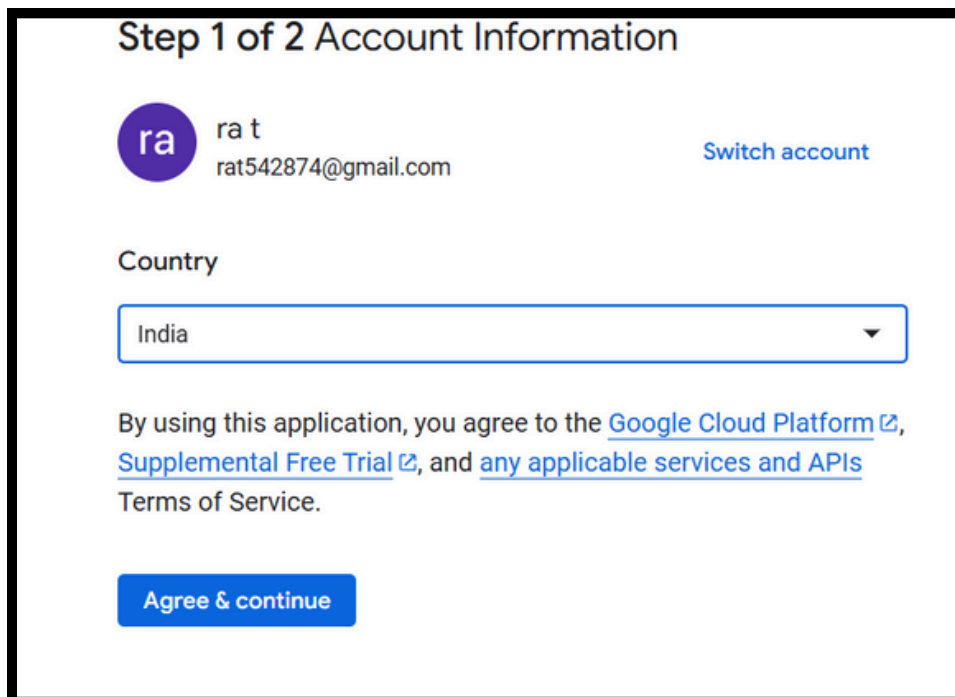 Step 1 of 2 Account Information
ra
ra t
rat542874@gmail.com
Switch account
Country
India
By using this application, you agree to the Google Cloud Platform,
Supplemental Free Trial, and any applicable services and APIs
Terms of Service.
Agree & continue